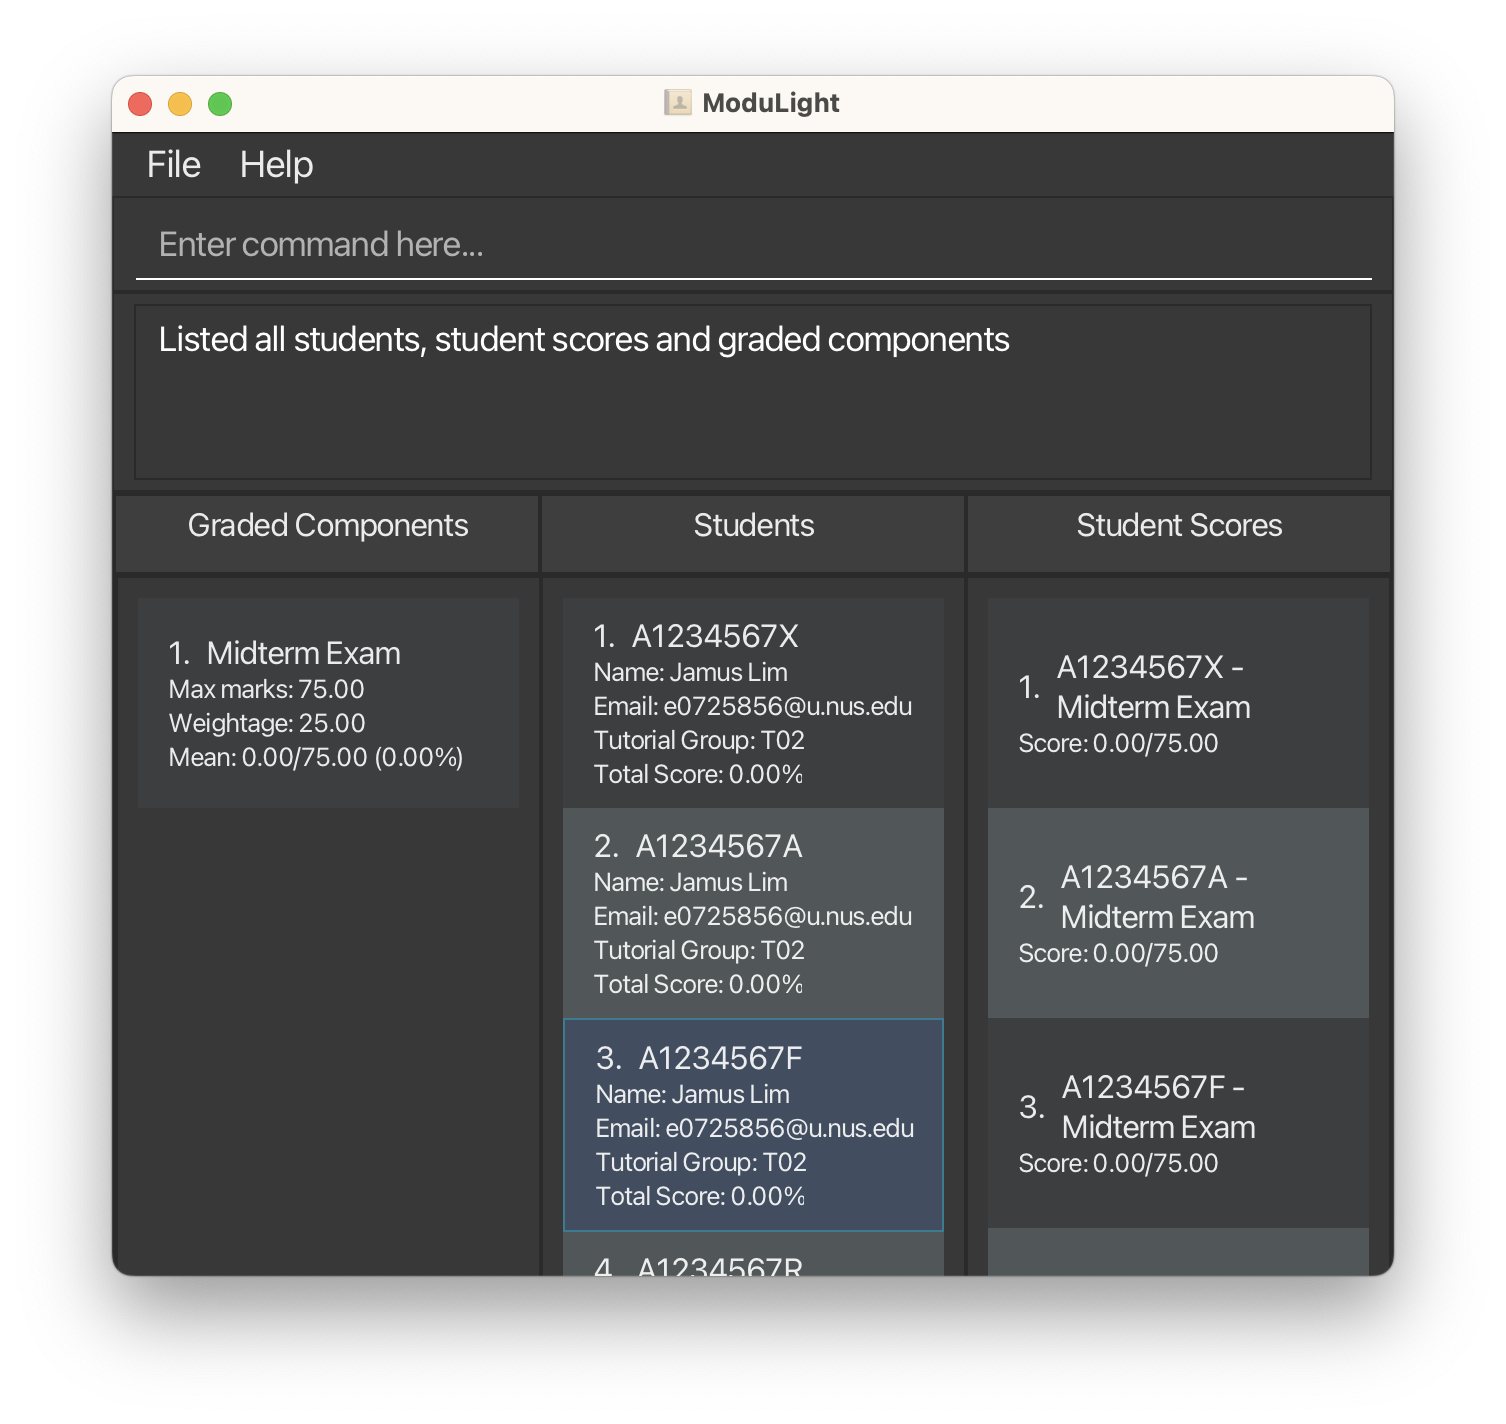 ModuLight
File Help
Enter command here...
Listed all students, student scores and graded components
Graded Components
1. Midterm Exam
Max marks: 75.00
Weightage: 25.00
Mean: 0.00/75.00 (0.00%)
Students
1. A1234567X
Name: Jamus Lim
Email: e0725856@u.nus.edu
Tutorial Group: T02
Total Score: 0.00%
2. A1234567A
Name: Jamus Lim
Email: e0725856@u.nus.edu
Tutorial Group: T02
Total Score: 0.00%
3. A1234567F
Name: Jamus Lim
Email: e0725856@u.nus.edu
Tutorial Group: T02
Total Score: 0.00%
4. A1234567R
Student Scores
1. A1234567X -
Midterm Exam
Score: 0.00/75.00
2. A1234567A -
Midterm Exam
Score: 0.00/75.00
3. A1234567F -
Midterm Exam
Score: 0.00/75.00